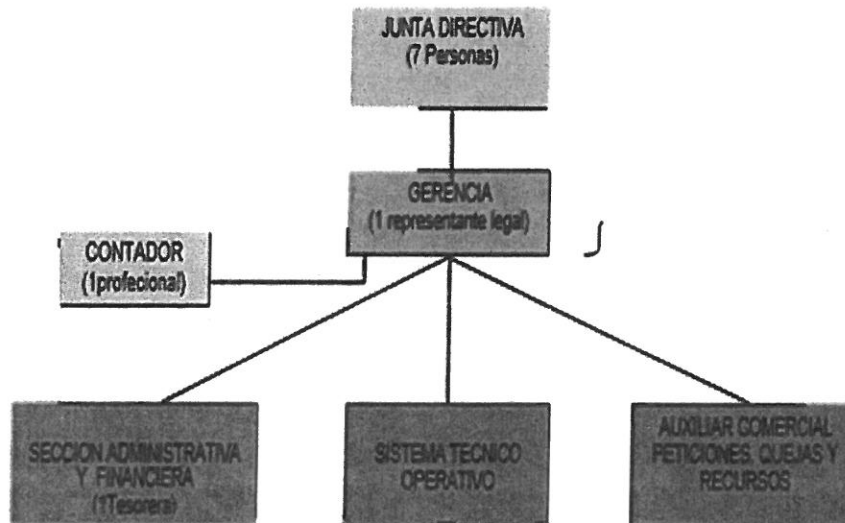 JUNTA DIRECTIVA
(7 Personas)
GERENCIA
(1 representante legal)
CONTADOR
(1profecional)
SECCION ADMINISTRATIVA
Y FINANCIERA
(1Tesorera)
SISTEMA TECNICO
OPERATIVO
AUXILIAR COMERCIAL
PETICIONES, QUEJAS Y
RECURSOS